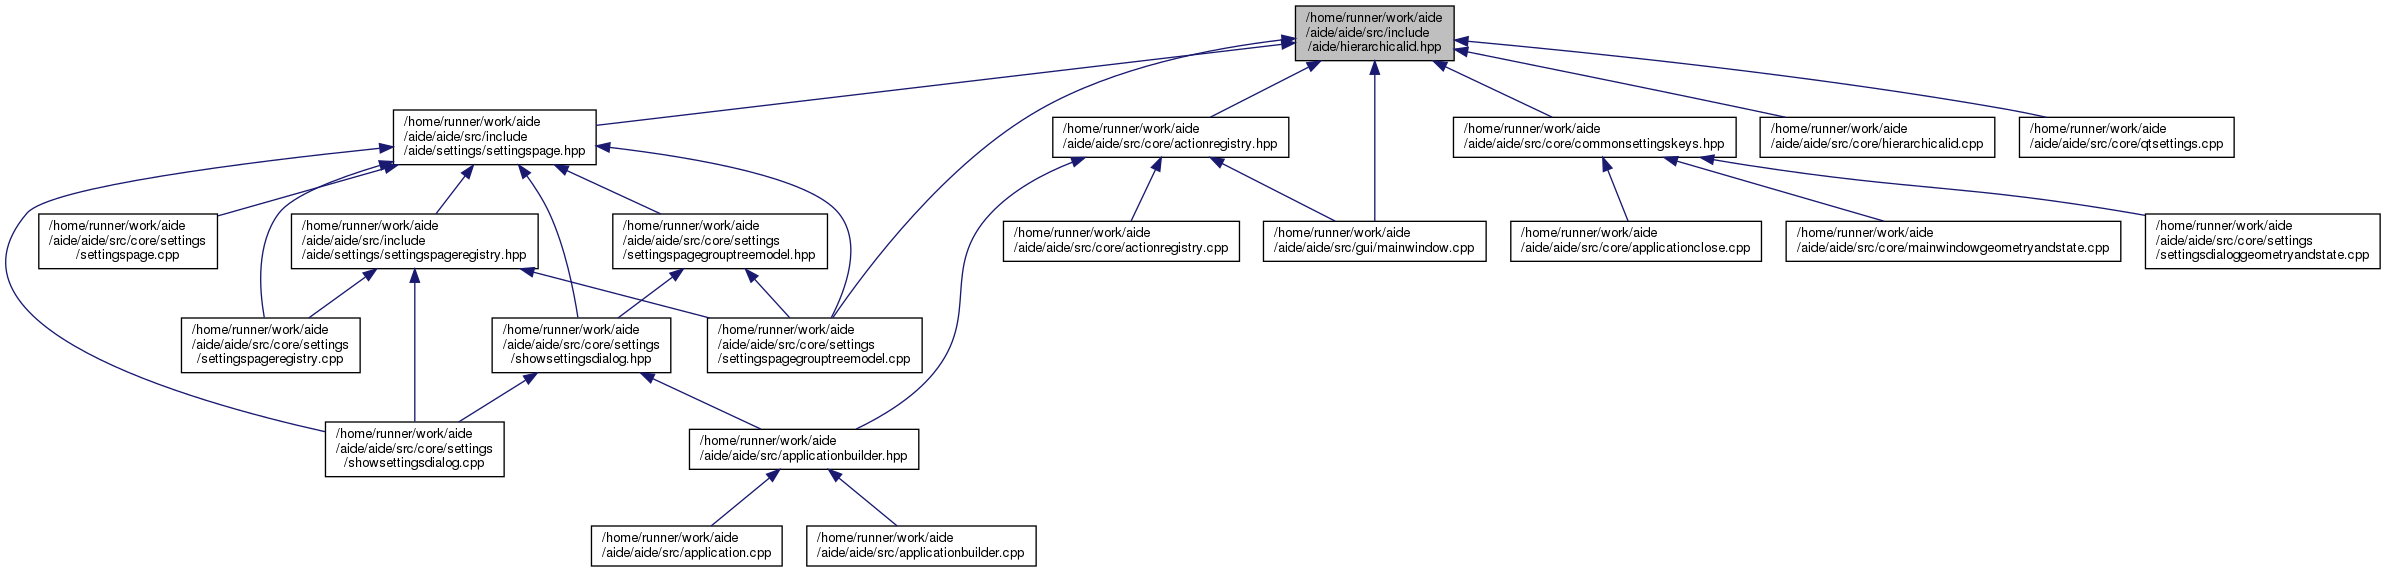 /home/runner/work/aide
/aide/aide/src/include
/aide/hierarchicalid.hpp
/home/runner/work/aide
/aide/aide/src/include
/aide/settings/settingspage.hpp
/home/runner/work/aide
/aide/aide/src/core/actionregistry.hpp
/home/runner/work/aide
/aide/aide/src/core/commonsettingskeys.hpp
/home/runner/work/aide
/aide/aide/src/core/hierarchicalid.cpp
/home/runner/work/aide
/aide/aide/src/core/qtsettings.cpp
/home/runner/work/aide
/aide/aide/src/core/settings
/settingspage.cpp
/home/runner/work/aide
/aide/aide/src/include
/aide/settings/settingspageregistry.hpp
/home/runner/work/aide
/aide/aide/src/core/settings
/settingspagegrouptreemodel.hpp
/home/runner/work/aide
/aide/aide/src/core/actionregistry.cpp
/home/runner/work/aide
/aide/aide/src/gui/mainwindow.cpp
/home/runner/work/aide
/aide/aide/src/core/applicationclose.cpp
/home/runner/work/aide
/aide/aide/src/core/mainwindowgeometryandstate.cpp
/home/runner/work/aide
/aide/aide/src/core/settings
/settingsdialoggeometryandstate.cpp
/home/runner/work/aide
/aide/aide/src/core/settings
/settingspageregistry.cpp
/home/runner/work/aide
/aide/aide/src/core/settings
/showsettingsdialog.hpp
/home/runner/work/aide
/aide/aide/src/core/settings
/settingspagegrouptreemodel.cpp
/home/runner/work/aide
/aide/aide/src/core/settings
/showsettingsdialog.cpp
/home/runner/work/aide
/aide/aide/src/applicationbuilder.hpp
/home/runner/work/aide
/aide/aide/src/application.cpp
/home/runner/work/aide
/aide/aide/src/applicationbuilder.cpp